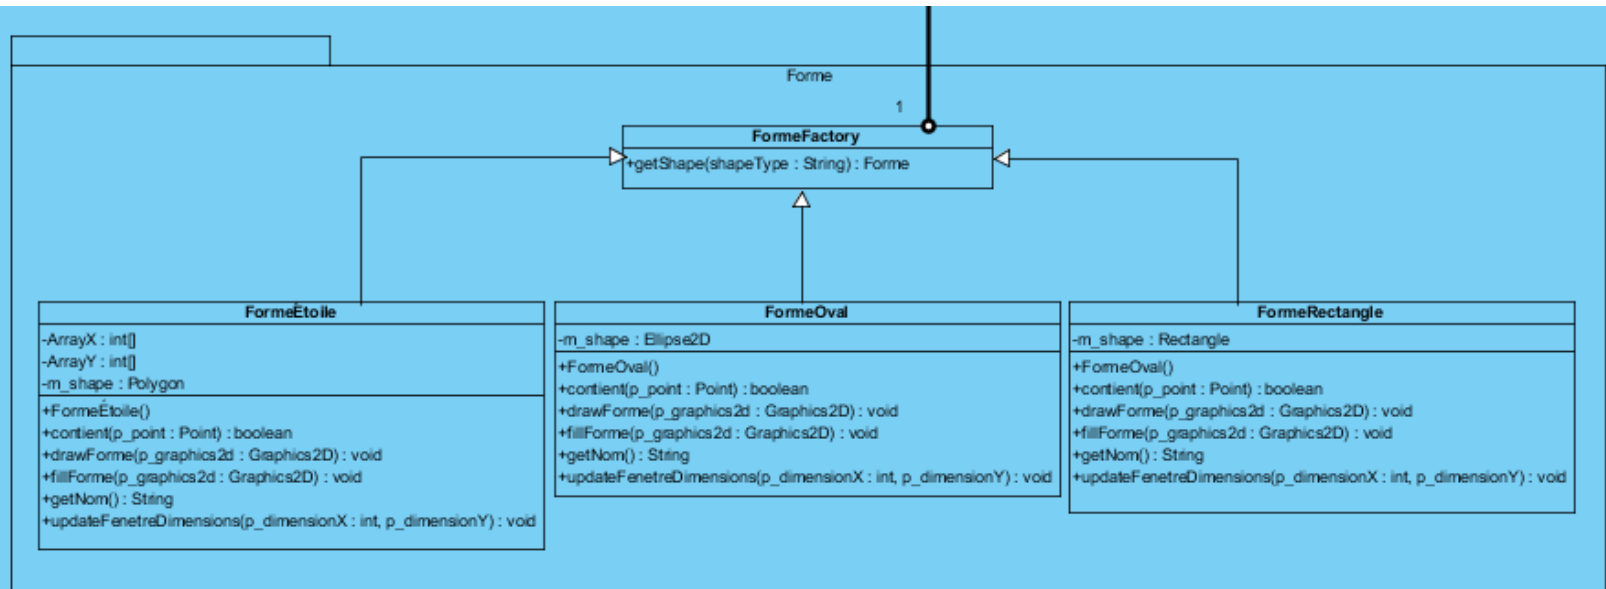 Forme
1
FormeFactory
+getShape(shapeType : String) : Forme
FormeÉtoile
-ArrayX : int[]
-ArrayY : int[]
-m_shape : Polygon
+FormeÉtoile()
+contient(p_point : Point) : boolean
+drawForme(p_graphics2d : Graphics2D) : void
+fillForme(p_graphics2d : Graphics2D) : void
+getNom() : String
+updateFenetreDimensions(p_dimensionX : int, p_dimensionY) : void
FormeOval
-m_shape : Ellipse2D
+FormeOval()
+contient(p_point : Point) : boolean
+drawForme(p_graphics2d : Graphics2D) : void
+fillForme(p_graphics2d : Graphics2D) : void
+getNom() : String
+updateFenetreDimensions(p_dimensionX : int, p_dimensionY) : void
FormeRectangle
-m_shape : Rectangle
+FormeOval()
+contient(p_point : Point) : boolean
+drawForme(p_graphics2d : Graphics2D) : void
+fillForme(p_graphics2d : Graphics2D) : void
+getNom() : String
+updateFenetreDimensions(p_dimensionX : int, p_dimensionY) : void